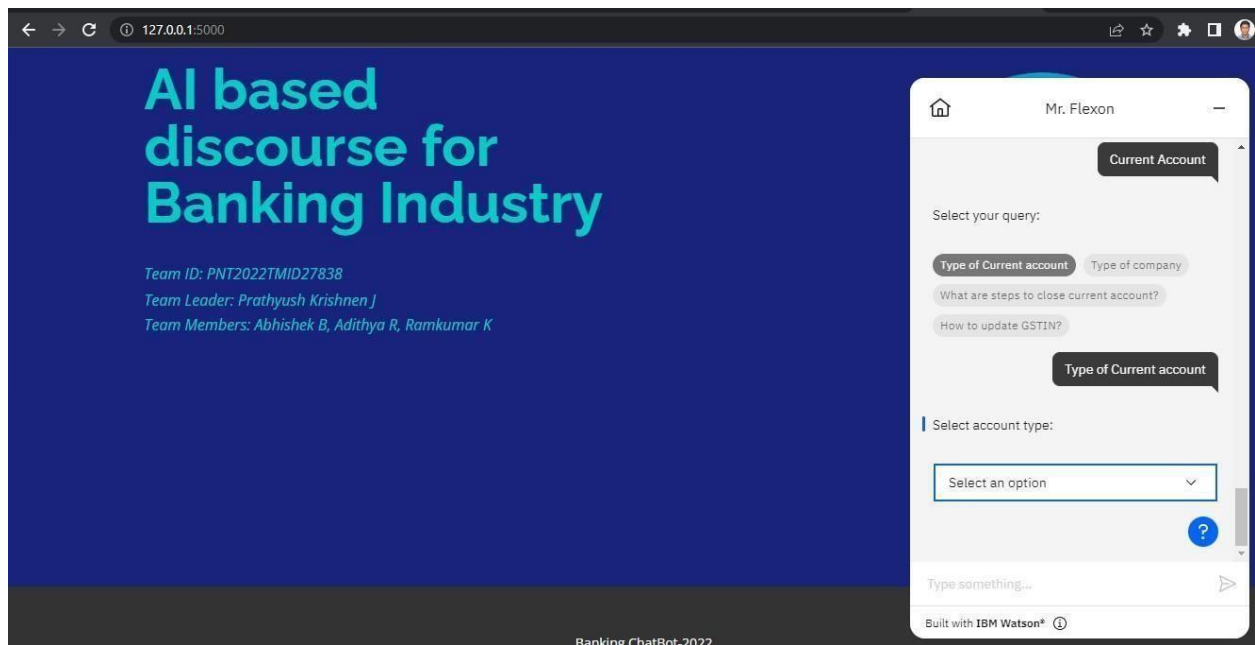 127.0.0.1:5000
AI based
discourse for
Banking Industry
Team ID: PNT2022TMID27838
Team Leader: Prathyush Krishnen J
Team Members: Abhishek B, Adithya R, Ramkumar K
Mr. Flexon
Current Account
Select your query:
Type of Current account Type of company
What are steps to close current account?
How to update GSTIN?
Type of Current account
Select account type:
Select an option
?
Type something...
Built with IBM Watson®
Banking ChatBot-2022